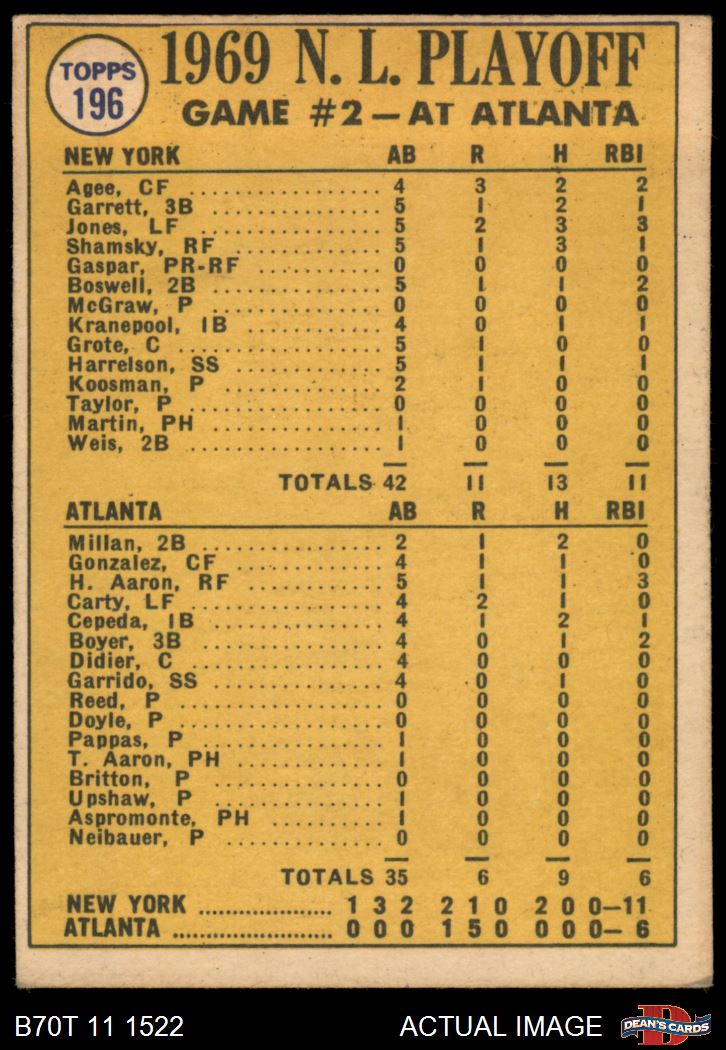 TOPPS
196
1969 N. L. PLAYOFF
GAME #2 – AT ATLANTA
NEW YORK AB R H RBI
Agee, CF .................... 4 3 2 2
Garrett, 3B ................. 5 1 2 1
Jones, LF ................... 5 2 3 3
Shamsky, RF ................. 5 1 3 1
Gaspar, PR-RF ............ 0 0 0 0
Boswell, 2B ................. 5 1 1 2
McGraw, P ................... 0 0 0 0
Kranepool, 1B .............. 4 0 1 1
Grote, C ..................... 5 1 0 0
Harrelson, SS ............... 5 1 1 1
Koosman, P ................. 2 1 0 0
Taylor, P .................... 0 0 0 0
Martin, PH .................. 1 0 0 0
Weis, 2B .................... 1 0 0 0
TOTALS 42 11 13 11
ATLANTA AB R H RBI
Millan, 2B .................. 2 1 2 0
Gonzalez, CF ............... 4 1 1 0
H. Aaron, RF ............... 5 1 1 3
Carty, LF ................... 4 2 1 0
Cepeda, 1B ................. 4 1 2 1
Boyer, 3B ................... 4 0 1 2
Didier, C .................... 4 0 0 0
Garrido, SS ................. 4 0 1 0
Reed, P ..................... 0 0 0 0
Doyle, P .................... 0 0 0 0
Pappas, P ................... 1 0 0 0
T. Aaron, PH ............... 1 0 0 0
Britton, P ................... 0 0 0 0
Upshaw, P .................. 1 0 0 0
Aspromonte, PH .......... 1 0 0 0
Neibauer, P ................ 0 0 0 0
TOTALS 35 6 9 6
NEW YORK .................... 1 3 2 2 1 0 2 0 0–11
ATLANTA ........................ 0 0 0 1 5 0 0 0 0– 6
B70T 11 1522 ACTUAL IMAGE D DEAN'S CARDS